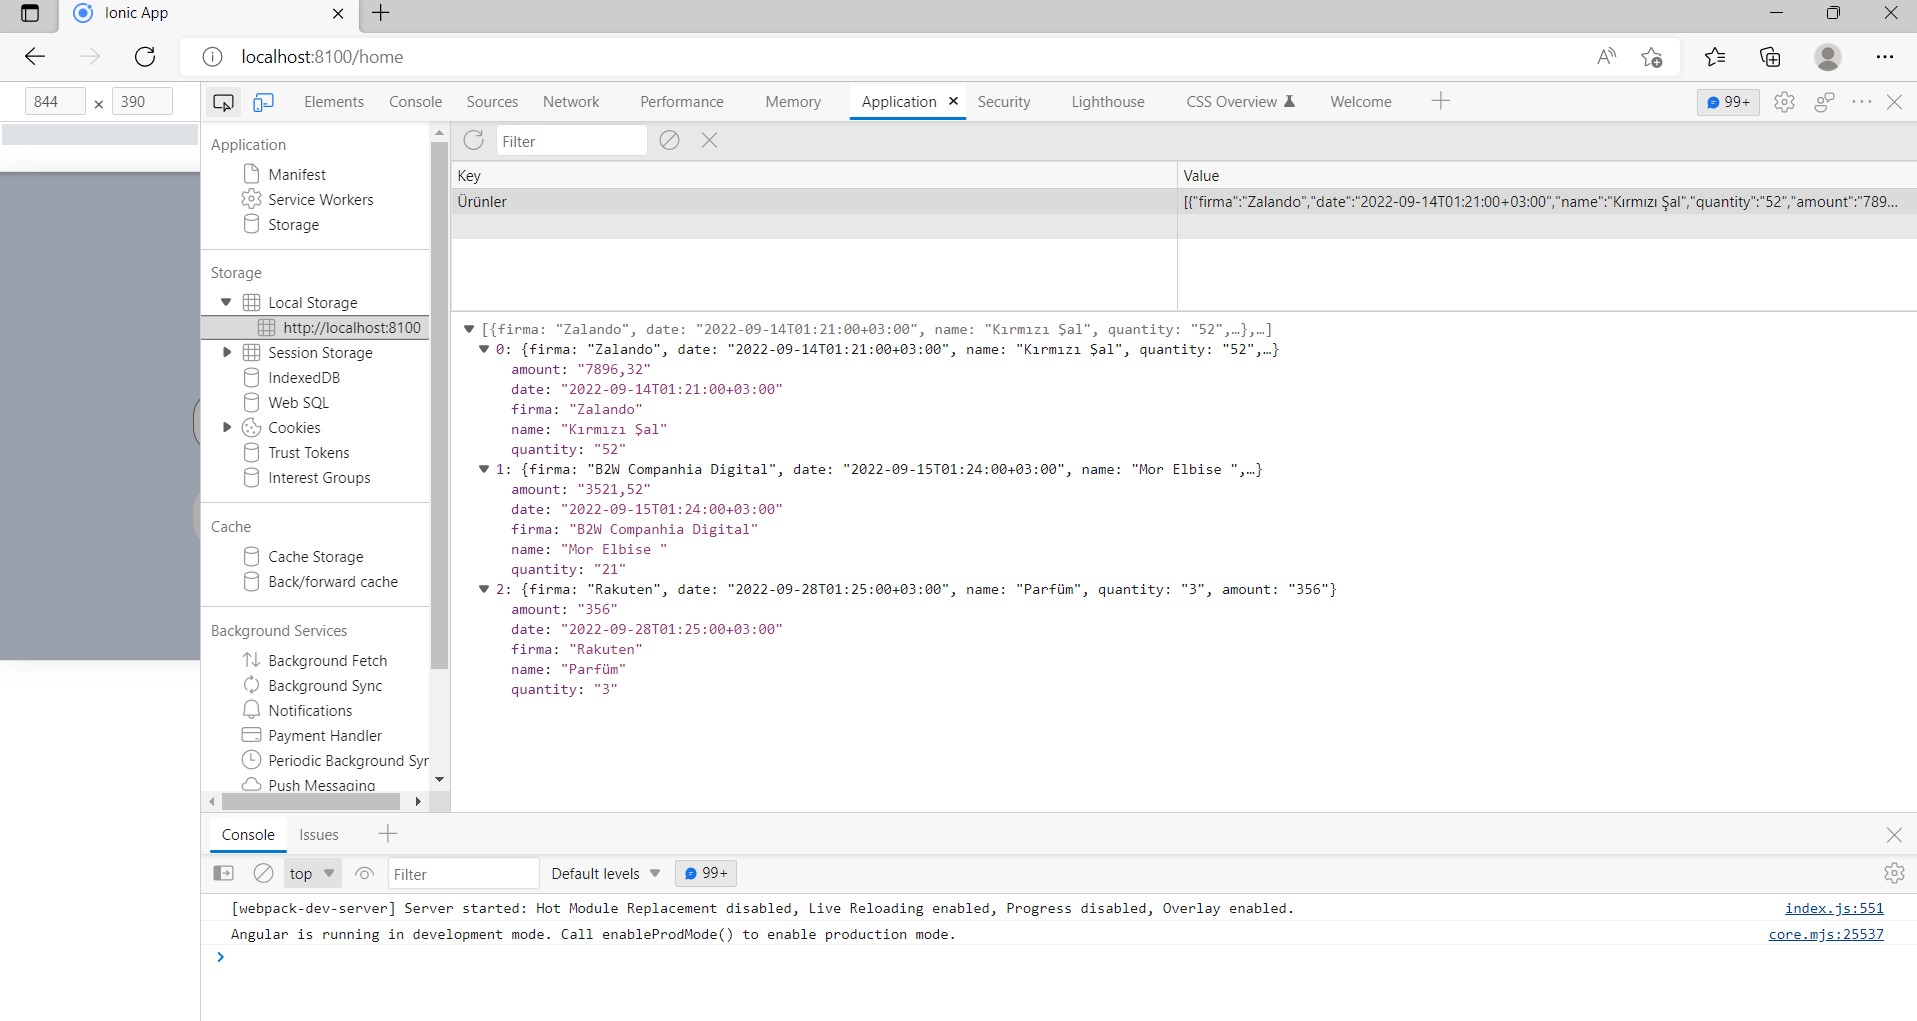 Ionic App
localhost:8100/home
844 × 390
Elements Console Sources Network Performance Memory Application Security Lighthouse CSS Overview Welcome 99+
Application
Manifest
Service Workers
Storage
Storage
Local Storage
http://localhost:8100
Session Storage
IndexedDB
Web SQL
Cookies
Trust Tokens
Interest Groups
Cache
Cache Storage
Back/forward cache
Background Services
Background Fetch
Background Sync
Notifications
Payment Handler
Periodic Background Syn
Push Messaging
Filter
Key Value
Ürünler [{"firma":"Zalando","date":"2022-09-14T01:21:00+03:00","name":"Kırmızı Şal","quantity":"52","amount":"789...
[{firma: "Zalando", date: "2022-09-14T01:21:00+03:00", name: "Kırmızı Şal", quantity: "52",…},…]
0: {firma: "Zalando", date: "2022-09-14T01:21:00+03:00", name: "Kırmızı Şal", quantity: "52",…}
amount: "7896,32"
date: "2022-09-14T01:21:00+03:00"
firma: "Zalando"
name: "Kırmızı Şal"
quantity: "52"
1: {firma: "B2W Companhia Digital", date: "2022-09-15T01:24:00+03:00", name: "Mor Elbise ",…}
amount: "3521,52"
date: "2022-09-15T01:24:00+03:00"
firma: "B2W Companhia Digital"
name: "Mor Elbise "
quantity: "21"
2: {firma: "Rakuten", date: "2022-09-28T01:25:00+03:00", name: "Parfüm", quantity: "3", amount: "356"}
amount: "356"
date: "2022-09-28T01:25:00+03:00"
firma: "Rakuten"
name: "Parfüm"
quantity: "3"
Console Issues
top Filter Default levels 99+
[webpack-dev-server] Server started: Hot Module Replacement disabled, Live Reloading enabled, Progress disabled, Overlay enabled. index.js:551
Angular is running in development mode. Call enableProdMode() to enable production mode. core.mjs:25537